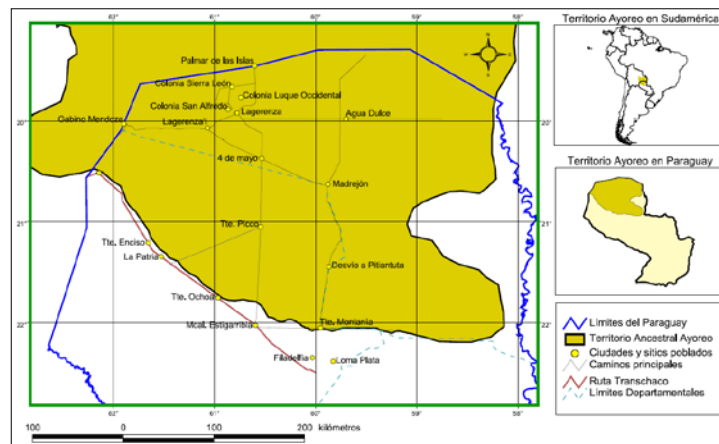 Territorio Ayoreo en Sudamérica
Territorio Ayoreo en Paraguay
62° 61° 60° 59° 58°
Palmar de las Islas
Colonia Sierra León
Colonia Luque Occidental
Colonia San Alfredo
Lagerenza
Agua Dulce
20°
Gabino Mendoza
Lagerenza
20°
4 de mayo
Madrejón
21°
Tte. Picco
21°
Tte. Enciso
La Patria
Desvío a Pitiantuta
Tte. Ochoa
22°
Mcal. Estigarribia
Tte. Montanía
22°
Filadelfia
Loma Plata
62° 61° 60° 59° 58°
100 0 100 200 kilómetros
Límites del Paraguay
Territorio Ancestral Ayoreo
Ciudades y sitios poblados
Caminos principales
Ruta Transchaco
Límites Departamentales